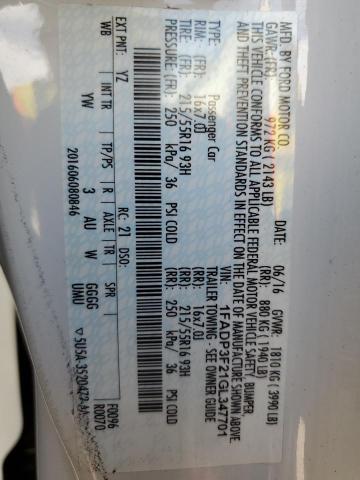 MFD. BY FORD MOTOR CO.
06/16 GVWR: 1810 KG ( 3990 LB)
GAWR: (FR) 972 KG ( 2143 LB) (RR) 880 KG ( 1940 LB)
THIS VEHICLE CONFORMS TO ALL APPLICABLE FEDERAL MOTOR VEHICLE SAFETY, BUMPER,
AND THEFT PREVENTION STANDARDS IN EFFECT ON THE DATE OF MANUFACTURE SHOWN ABOVE.
VIN: 1FADP3F21GL347701
TYPE: Passenger Car TRAILER TOWING - SEE OWNER GUIDE
RIM: (FR) 16x7.0J (RR) 16x7.0J
TIRE: (FR) 215/55R16 93H (RR) 215/55R16 93H
PRESSURE: (FR) 250 kPa/ 36 PSI COLD (RR) 250 kPa/ 36 PSI COLD
EXT PNT: YZ RC: 21 DSO: F0096
R0070
WB INT TR TP/PS R AXLE TR SPR
YW 3 AU W GGGG
UMU
201606080846